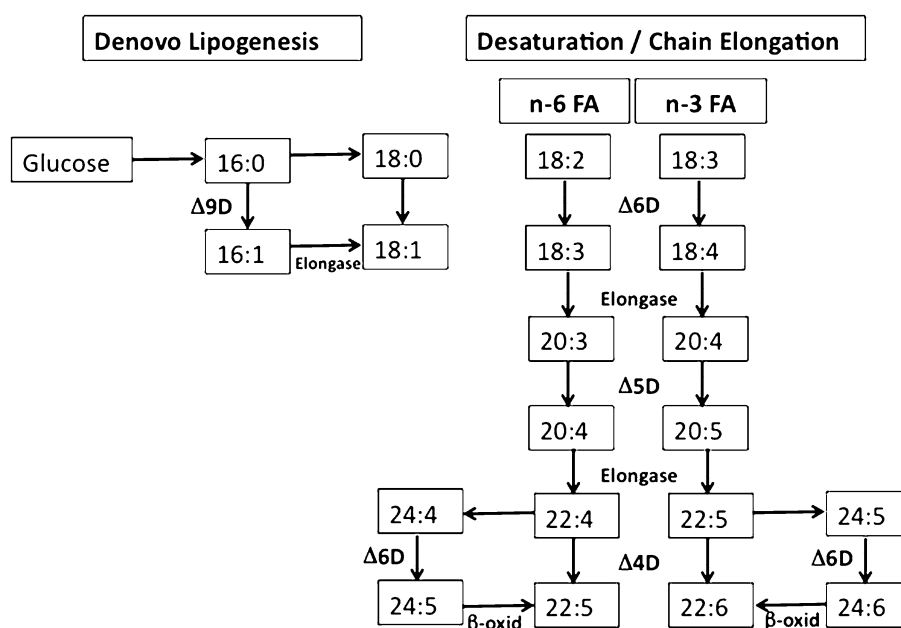 Denovo Lipogenesis
Desaturation / Chain Elongation
n-6 FA
n-3 FA
Glucose
16:0
18:0
18:2
18:3
Δ9D
Δ6D
16:1
Elongase
18:1
18:3
18:4
Elongase
20:3
20:4
Δ5D
20:4
20:5
Elongase
24:4
22:4
22:5
24:5
Δ6D
Δ4D
Δ6D
24:5
β-oxid
22:5
22:6
β-oxid
24:6